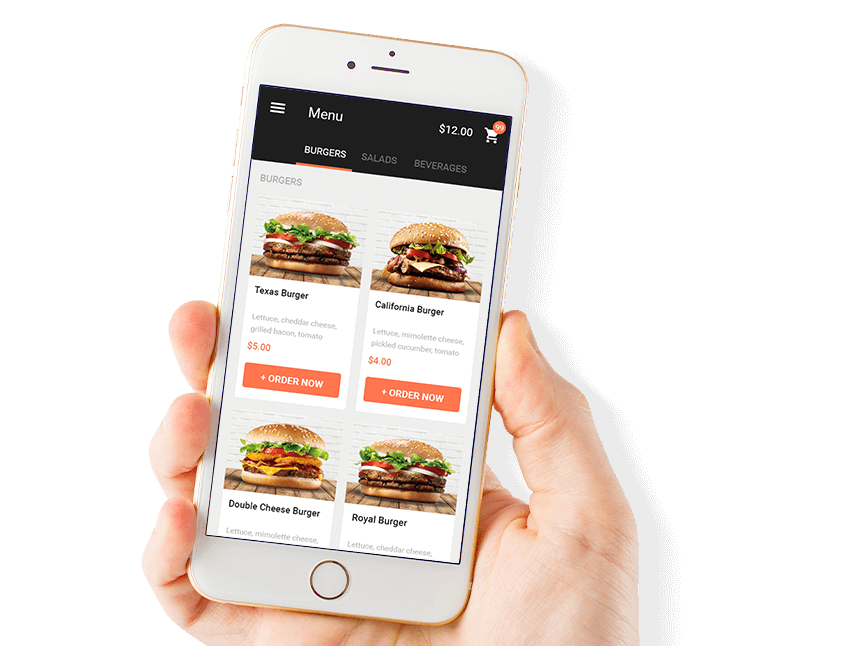 Menu
$12.00
99
BURGERS SALADS BEVERAGES
BURGERS
Texas Burger
Lettuce, cheddar cheese,
grilled bacon, tomato
$5.00
+ ORDER NOW
California Burger
Lettuce, mimolette cheese,
pickled cucumber, tomato
$4.00
+ ORDER NOW
Double Cheese Burger
Lettuce, mimolette cheese,
Royal Burger
Lettuce, cheddar cheese,